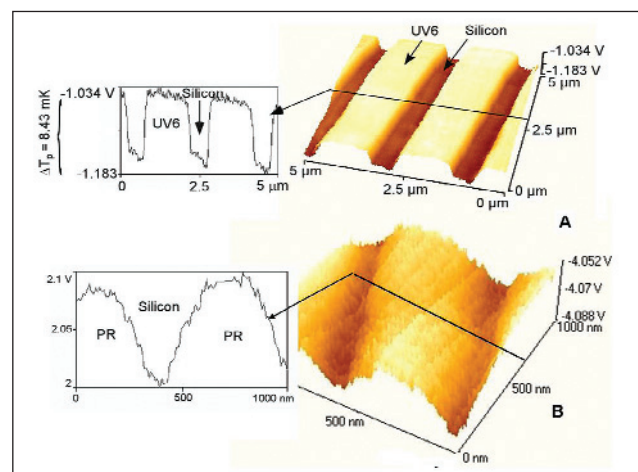 UV6
Silicon
-1.034 V
-1.183 V
5 µm
2.5 µm
0 µm
5 µm
2.5 µm
0 µm
A
ΔTp = 8.43 mK
-1.034 V
-1.183
Silicon
UV6
0
2.5
5 µm
2.1 V
2.05
2
Silicon
PR
PR
0
500
1000 nm
-4.052 V
-4.07 V
-4.088 V
1000 nm
500 nm
500 nm
0 nm
B